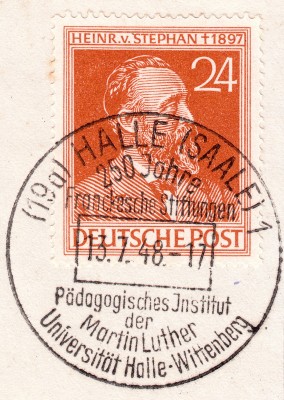 HEINR.v.STEPHAN †1897
24
(19a) HALLE (SAALE) 1
250 Jahre
Franckesche Stiftungen
DEUTSCHE POST
13.7.48.-17
Pädagogisches Jnstitut
der
Martin Luther
Universität Halle-Wittenberg